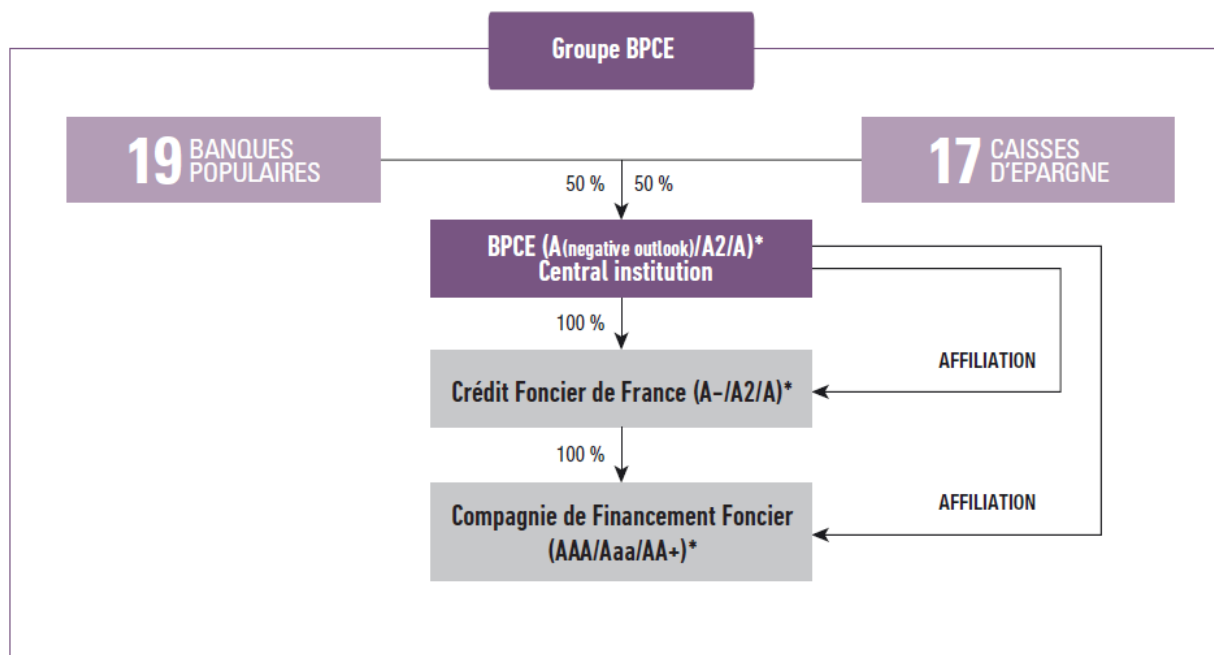 Groupe BPCE
19 BANQUES
POPULAIRES
17 CAISSES
D'EPARGNE
50 % 50 %
BPCE (A(negative outlook)/A2/A)*
Central institution
100 %
AFFILIATION
Crédit Foncier de France (A-/A2/A)*
100 %
Compagnie de Financement Foncier
(AAA/Aaa/AA+)*
AFFILIATION